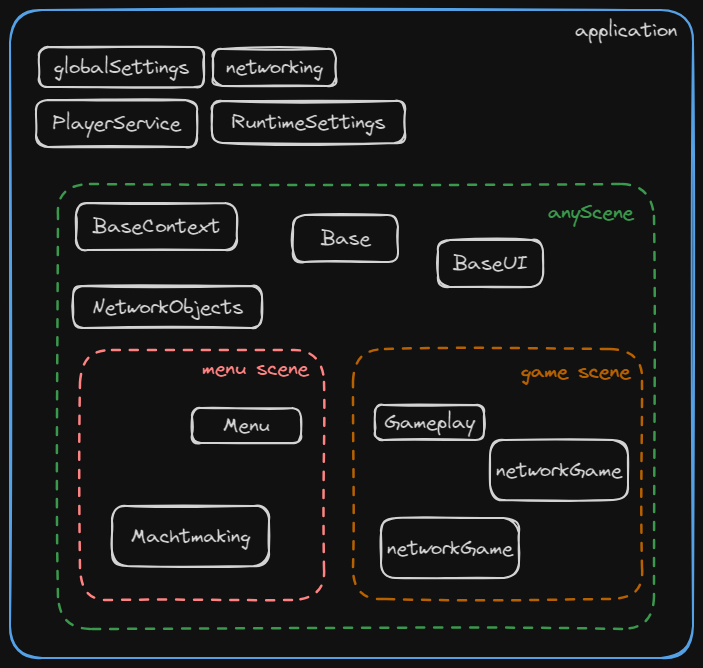 application
globalSettings
networking
PlayerService
RuntimeSettings
anyScene
BaseContext
Base
BaseUI
NetworkObjects
menu scene
Menu
Machtmaking
game scene
Gameplay
networkGame
networkGame